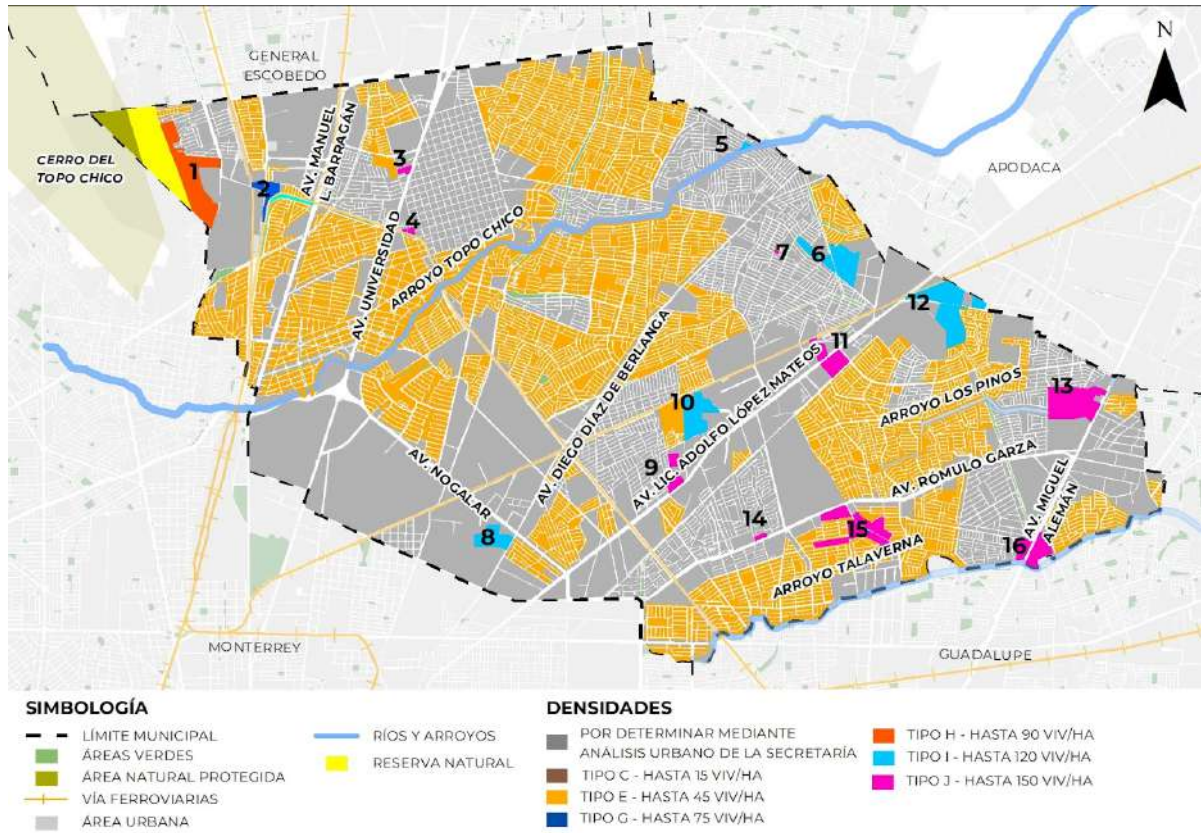 N
GENERAL
ESCOBEDO
CERRO DEL
TOPO CHICO
APODACA
1
2
3
4
5
6
7
8
9
10
11
12
13
14
15
16
AV. MANUEL
L. BARRAGÁN
AV. UNIVERSIDAD
ARROYO TOPO CHICO
AV. DIEGO DÍAZ DE BERLANGA
AV. LIC. ADOLFO LÓPEZ MATEOS
AV. NOGALAR
ARROYO LOS PINOS
AV. RÓMULO GARZA
AV. MIGUEL
ALEMÁN
ARROYO TALAVERNA
MONTERREY
GUADALUPE
SIMBOLOGÍA
LÍMITE MUNICIPAL
ÁREAS VERDES
ÁREA NATURAL PROTEGIDA
VÍA FERROVIARIAS
ÁREA URBANA
RÍOS Y ARROYOS
RESERVA NATURAL
DENSIDADES
POR DETERMINAR MEDIANTE
ANÁLISIS URBANO DE LA SECRETARÍA
TIPO C - HASTA 15 VIV/HA
TIPO E - HASTA 45 VIV/HA
TIPO G - HASTA 75 VIV/HA
TIPO H - HASTA 90 VIV/HA
TIPO I - HASTA 120 VIV/HA
TIPO J - HASTA 150 VIV/HA